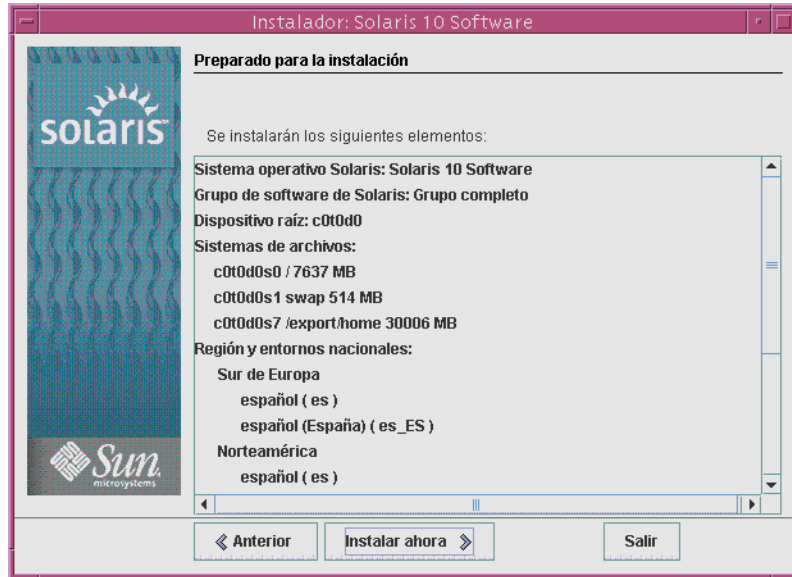 Instalador: Solaris 10 Software
solaris
Preparado para la instalación
Se instalarán los siguientes elementos:
Sistema operativo Solaris: Solaris 10 Software
Grupo de software de Solaris: Grupo completo
Dispositivo raíz: c0t0d0
Sistemas de archivos:
c0t0d0s0 / 7637 MB
c0t0d0s1 swap 514 MB
c0t0d0s7 /export/home 30006 MB
Región y entornos nacionales:
Sur de Europa
español ( es )
español (España) ( es_ES )
Norteamérica
español ( es )
Sun
microsystems
Anterior
Instalar ahora
Salir